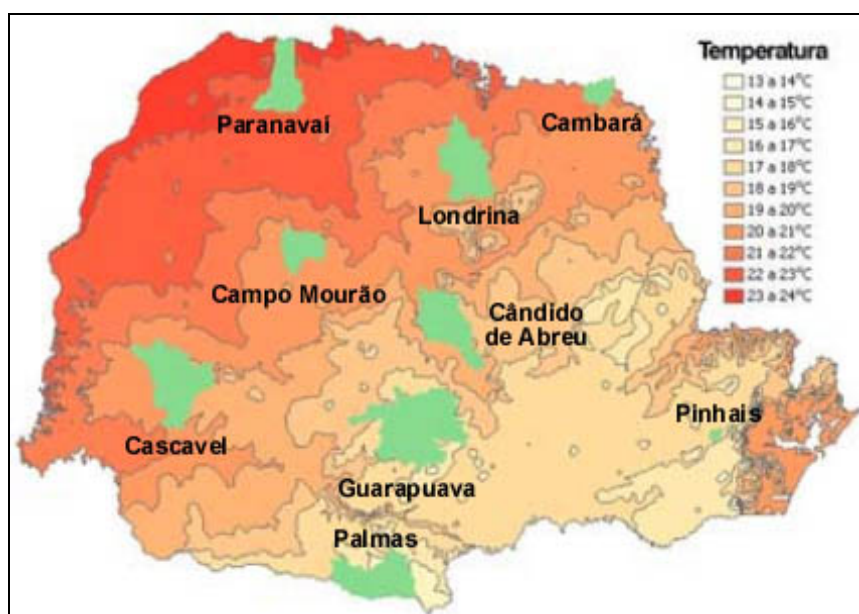 Temperatura
13 a 14°C
14 a 15°C
15 a 16°C
16 a 17°C
17 a 18°C
18 a 19°C
19 a 20°C
20 a 21°C
21 a 22°C
22 a 23°C
23 a 24°C
Paranavaí
Cambará
Londrina
Campo Mourão
Cândido
de Abreu
Pinhais
Cascavel
Guarapuava
Palmas